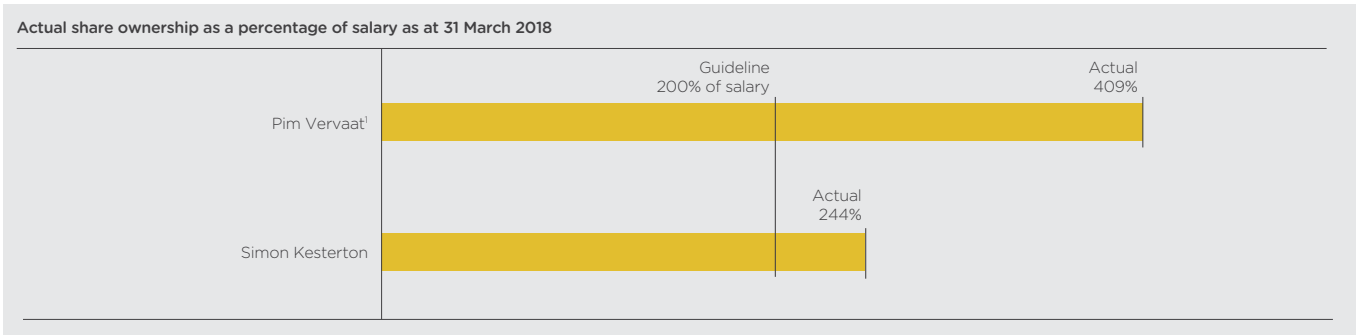 Actual share ownership as a percentage of salary as at 31 March 2018
Guideline
200% of salary
Actual
409%
Pim Vervaat¹
Actual
244%
Simon Kesterton